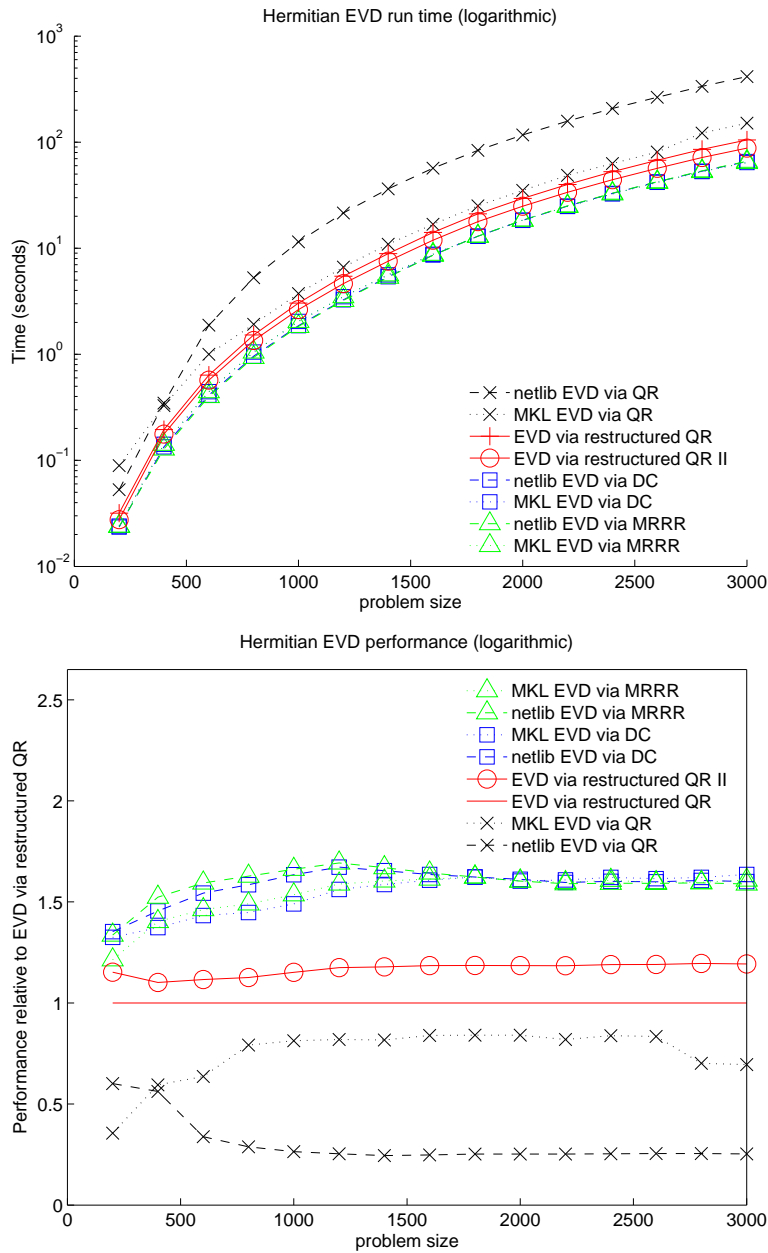 Hermitian EVD run time (logarithmic)
10^3
10^2
10^1
10^0
10^-1
10^-2
Time (seconds)
netlib EVD via QR
MKL EVD via QR
EVD via restructured QR
EVD via restructured QR II
netlib EVD via DC
MKL EVD via DC
netlib EVD via MRRR
MKL EVD via MRRR
0 500 1000 1500 2000 2500 3000
problem size
Hermitian EVD performance (logarithmic)
2.5
2
1.5
1
0.5
0
Performance relative to EVD via restructured QR
MKL EVD via MRRR
netlib EVD via MRRR
MKL EVD via DC
netlib EVD via DC
EVD via restructured QR II
EVD via restructured QR
MKL EVD via QR
netlib EVD via QR
0 500 1000 1500 2000 2500 3000
problem size